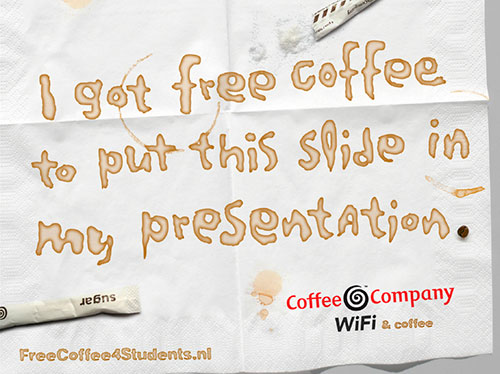 I got free coffee
to put this slide in
my presentation.
sugar
Coffee Company
WiFi & coffee
FreeCoffee4Students.nl